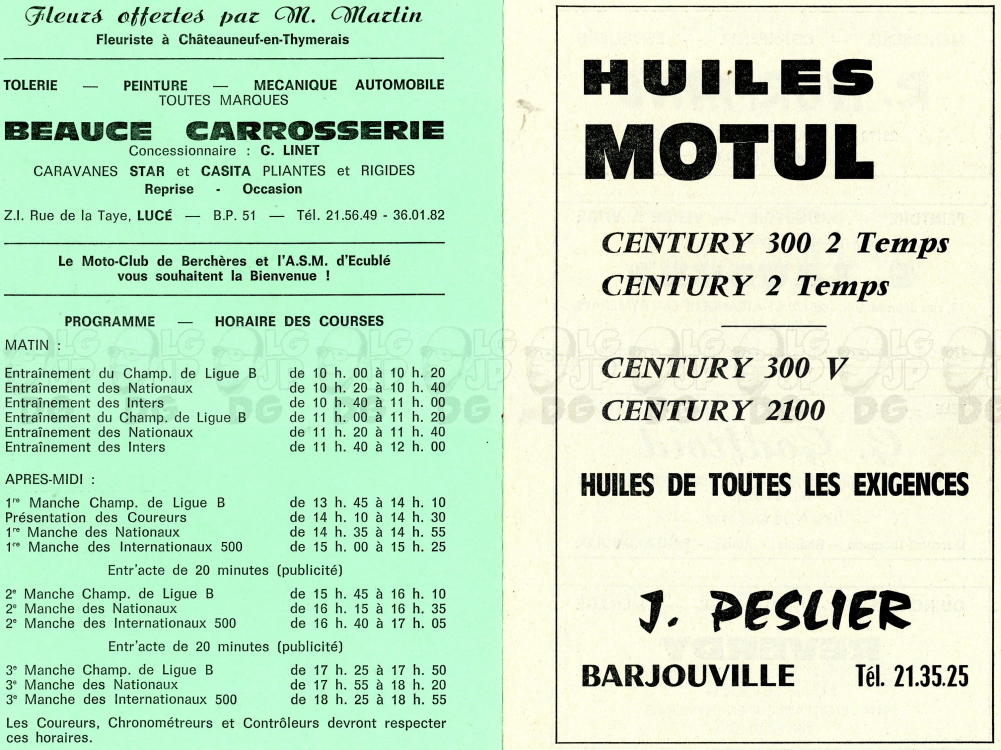 Fleurs offertes par M. Martin
Fleuriste à Châteauneuf-en-Thymerais
TOLERIE — PEINTURE — MECANIQUE AUTOMOBILE
TOUTES MARQUES
BEAUCE CARROSSERIE
Concessionnaire : G. LINET
CARAVANES STAR et CASITA PLIANTES et RIGIDES
Reprise - Occasion
Z.I. Rue de la Taye, LUCÉ — B.P. 51 — Tél. 21.56.49 - 36.01.82
Le Moto-Club de Berchères et l'A.S.M. d'Ecublé
vous souhaitent la Bienvenue !
PROGRAMME — HORAIRE DES COURSES
MATIN :
Entraînement du Champ. de Ligue B de 10 h. 00 à 10 h. 20
Entraînement des Nationaux de 10 h. 20 à 10 h. 40
Entraînement des Inters de 10 h. 40 à 11 h. 00
Entraînement du Champ. de Ligue B de 11 h. 00 à 11 h. 20
Entraînement des Nationaux de 11 h. 20 à 11 h. 40
Entraînement des Inters de 11 h. 40 à 12 h. 00
APRES-MIDI :
1re Manche Champ. de Ligue B de 13 h. 45 à 14 h. 10
Présentation des Coureurs de 14 h. 10 à 14 h. 30
1re Manche des Nationaux de 14 h. 35 à 14 h. 55
1re Manche des Internationaux 500 de 15 h. 00 à 15 h. 25
Entr'acte de 20 minutes (publicité)
2e Manche Champ. de Ligue B de 15 h. 45 à 16 h. 10
2e Manche des Nationaux de 16 h. 15 à 16 h. 35
2e Manche des Internationaux 500 de 16 h. 40 à 17 h. 05
Entr'acte de 20 minutes (publicité)
3e Manche Champ. de Ligue B de 17 h. 25 à 17 h. 50
3e Manche des Nationaux de 17 h. 55 à 18 h. 20
3e Manche des Internationaux 500 de 18 h. 25 à 18 h. 55
Les Coureurs, Chronométreurs et Contrôleurs devront respecter
ces horaires.
HUILES
MOTUL
CENTURY 300 2 Temps
CENTURY 2 Temps
CENTURY 300 V
CENTURY 2100
HUILES DE TOUTES LES EXIGENCES
J. PESLIER
BARJOUVILLE Tél. 21.35.25